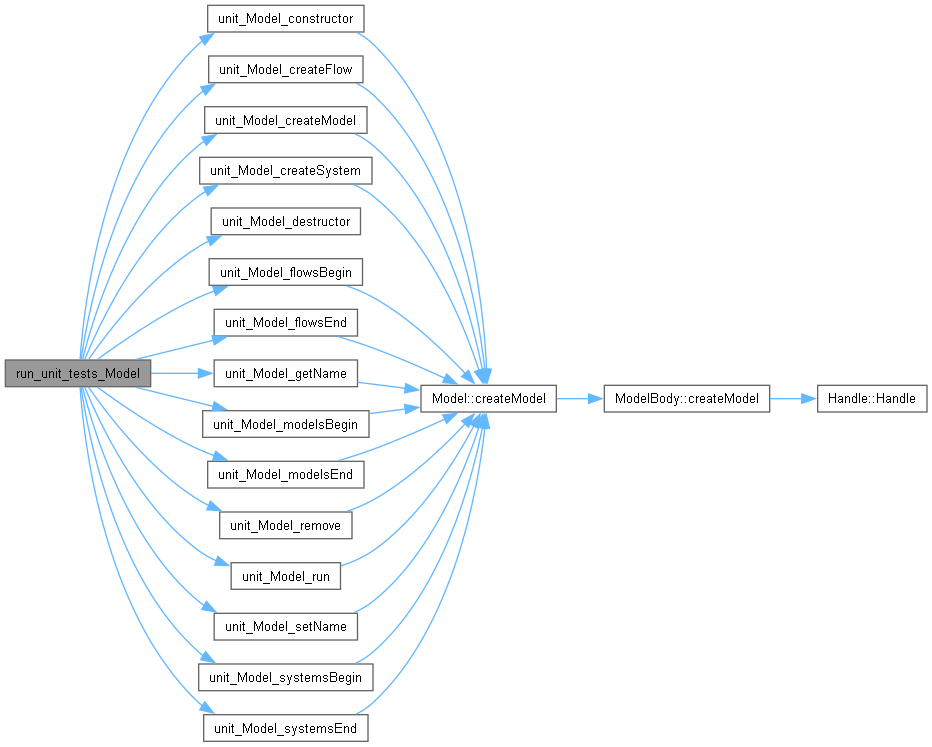 run_unit_tests_Model
unit_Model_constructor
unit_Model_createFlow
unit_Model_createModel
unit_Model_createSystem
unit_Model_destructor
unit_Model_flowsBegin
unit_Model_flowsEnd
unit_Model_getName
unit_Model_modelsBegin
unit_Model_modelsEnd
unit_Model_remove
unit_Model_run
unit_Model_setName
unit_Model_systemsBegin
unit_Model_systemsEnd
Model::createModel
ModelBody::createModel
Handle::Handle